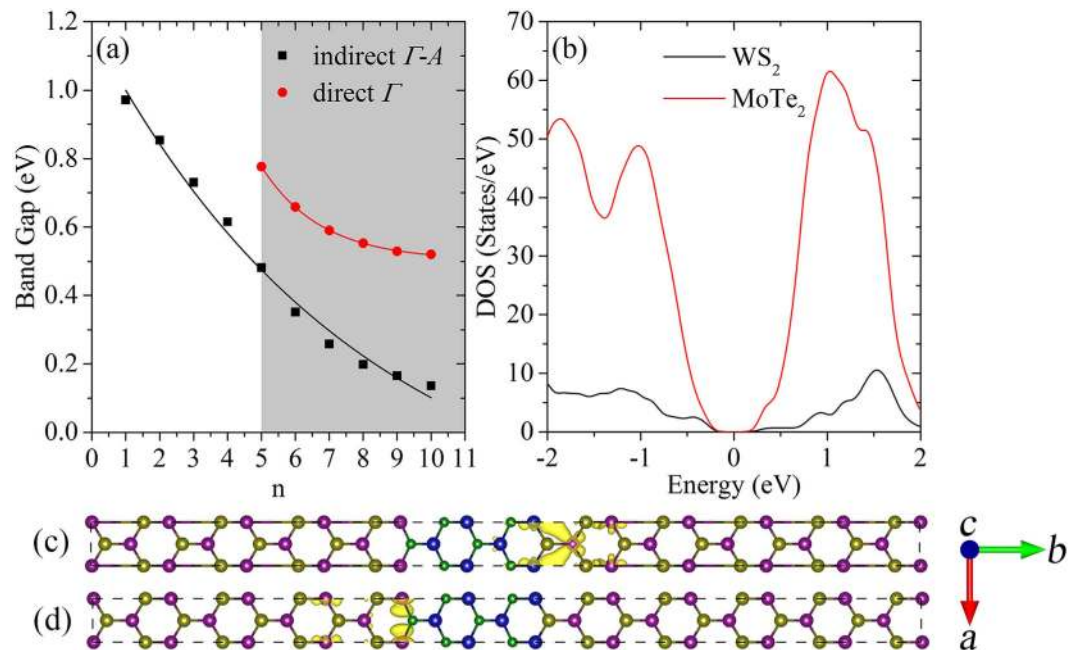 (a)
indirect Γ-A
direct Γ
Band Gap (eV)
1.2
1.0
0.8
0.6
0.4
0.2
0.0
0 1 2 3 4 5 6 7 8 9 10 11
n
(b)
WS₂
MoTe₂
DOS (States/eV)
70
60
50
40
30
20
10
0
-2 -1 0 1 2
Energy (eV)
(c)
(d)
c
b
a